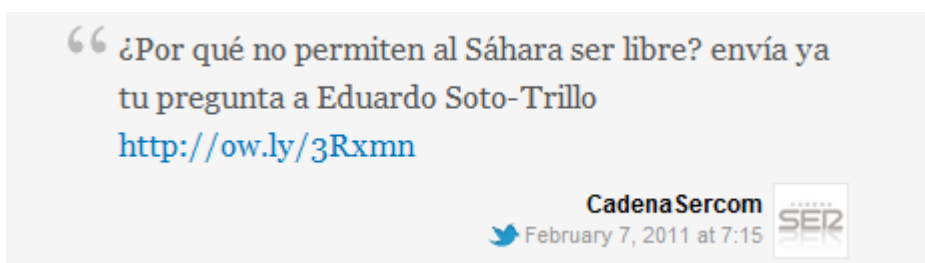 “ ¿Por qué no permiten al Sáhara ser libre? envía ya
tu pregunta a Eduardo Soto-Trillo
http://ow.ly/3Rxmn
CadenaSercom
February 7, 2011 at 7:15
SER